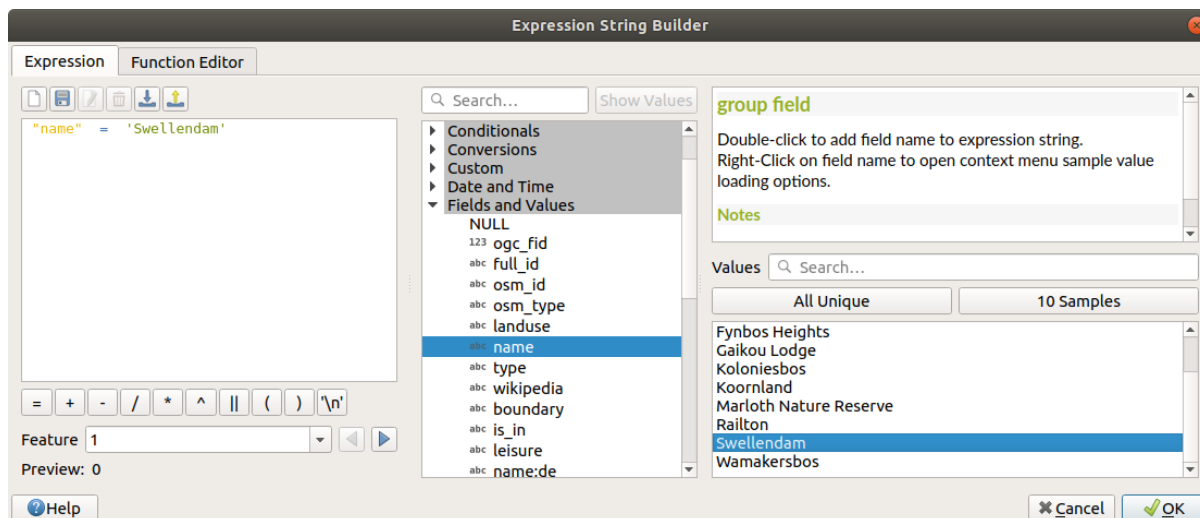 Expression String Builder
Expression
Function Editor
"name" = 'Swellendam'
= + - / * ^ || ( ) '\n'
Feature 1
Preview: 0
Search...
Show Values
Conditionals
Conversions
Custom
Date and Time
Fields and Values
NULL
123 ogc_fid
abc full_id
abc osm_id
abc osm_type
abc landuse
abc name
abc type
abc wikipedia
abc boundary
abc is_in
abc leisure
abc name:de
group field
Double-click to add field name to expression string.
Right-Click on field name to open context menu sample value
loading options.
Notes
Values Search...
All Unique
10 Samples
Fynbos Heights
Gaikou Lodge
Koloniesbos
Koornland
Marloth Nature Reserve
Railton
Swellendam
Wamakersbos
Help
Cancel
OK